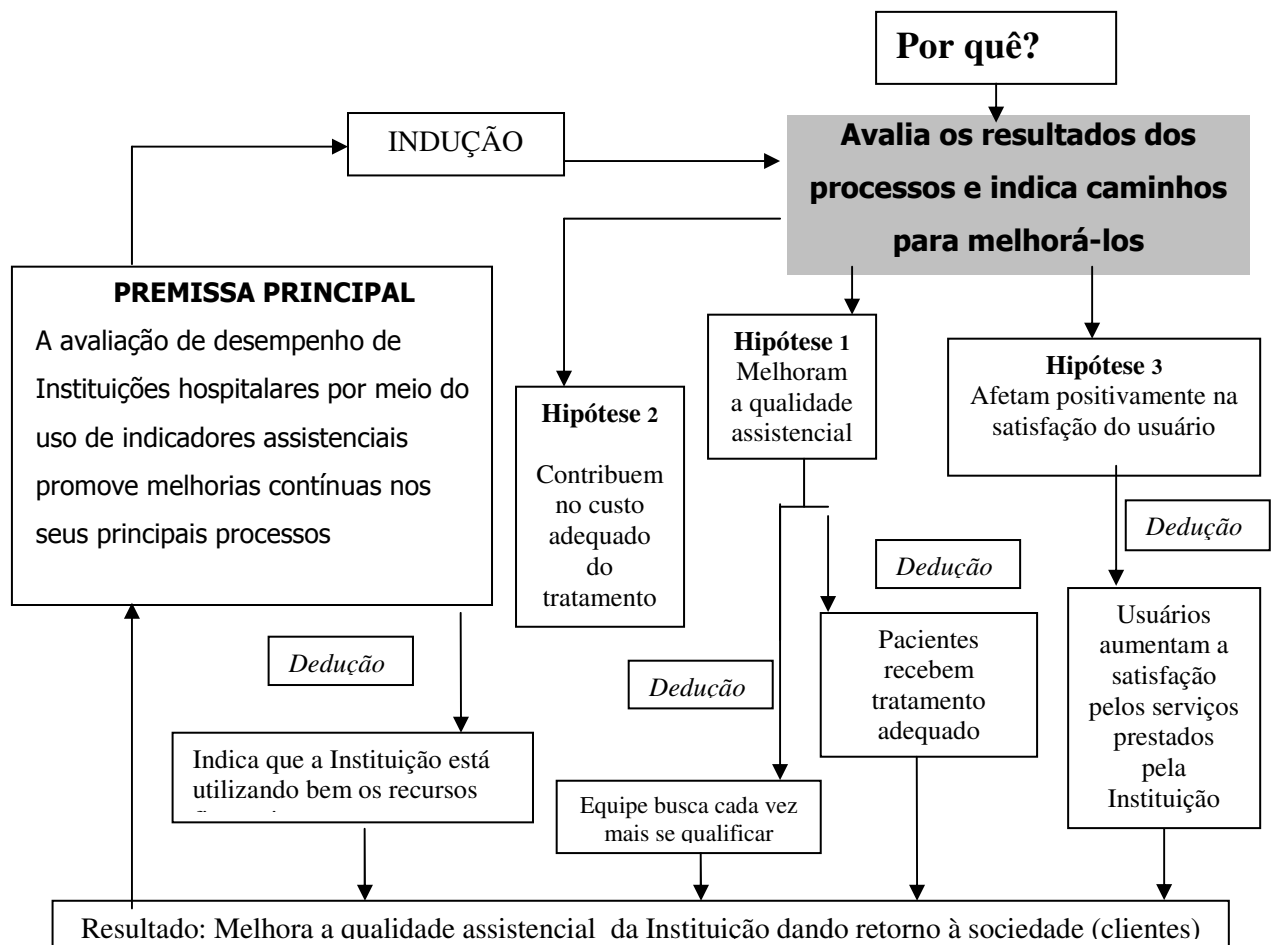 Por quê?
INDUÇÃO
Avalia os resultados dos
processos e indica caminhos
para melhorá-los
PREMISSA PRINCIPAL
A avaliação de desempenho de
Instituições hospitalares por meio do
uso de indicadores assistenciais
promove melhorias contínuas nos
seus principais processos
Hipótese 2
Contribuem
no custo
adequado
do
tratamento
Hipótese 1
Melhoram
a qualidade
assistencial
Hipótese 3
Afetam positivamente na
satisfação do usuário
Dedução
Dedução
Dedução
Dedução
Indica que a Instituição está
utilizando bem os recursos
Equipe busca cada vez
mais se qualificar
Pacientes
recebem
tratamento
adequado
Usuários
aumentam a
satisfação
pelos serviços
prestados
pela
Instituição
Resultado: Melhora a qualidade assistencial da Instituição dando retorno à sociedade (clientes)